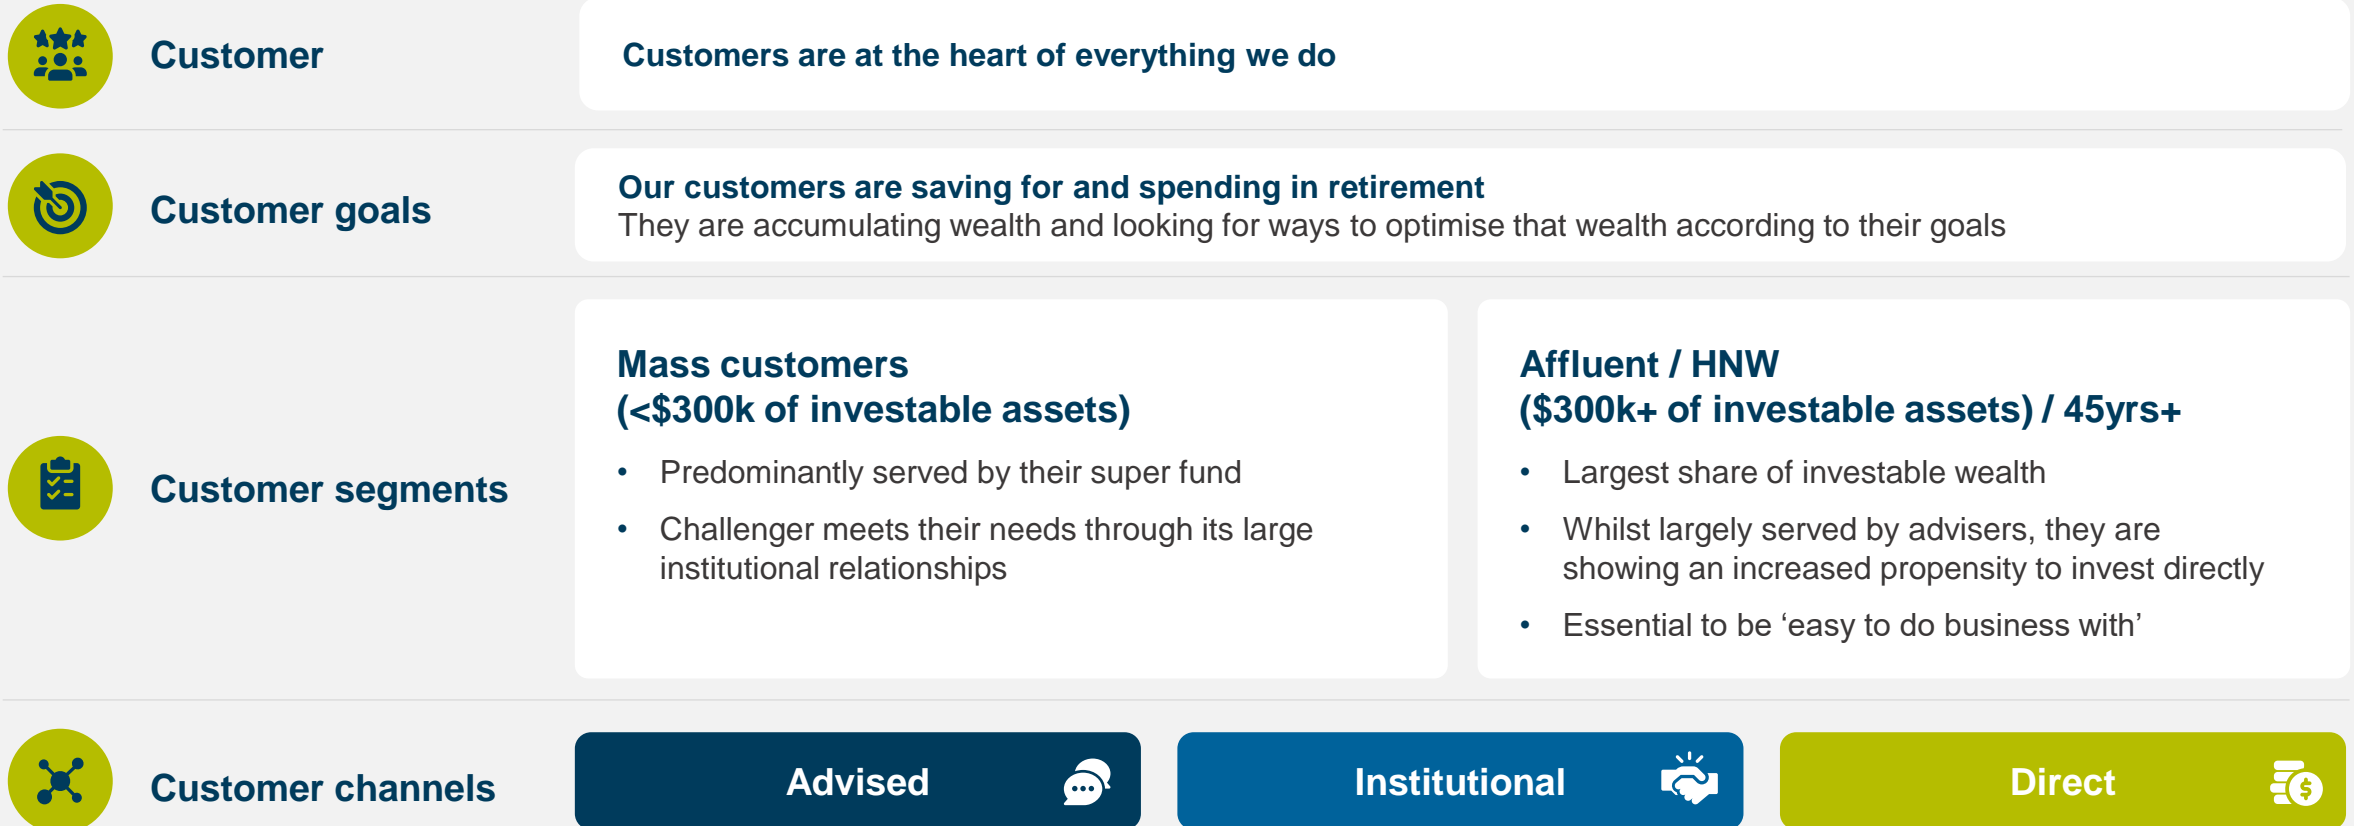 Customer
Customers are at the heart of everything we do
Customer goals
Our customers are saving for and spending in retirement
They are accumulating wealth and looking for ways to optimise that wealth according to their goals
Customer segments
Mass customers
(<$300k of investable assets)
• Predominantly served by their super fund
• Challenger meets their needs through its large
institutional relationships
Affluent / HNW
($300k+ of investable assets) / 45yrs+
• Largest share of investable wealth
• Whilst largely served by advisers, they are
showing an increased propensity to invest directly
• Essential to be ‘easy to do business with’
Customer channels
Advised
Institutional
Direct
$